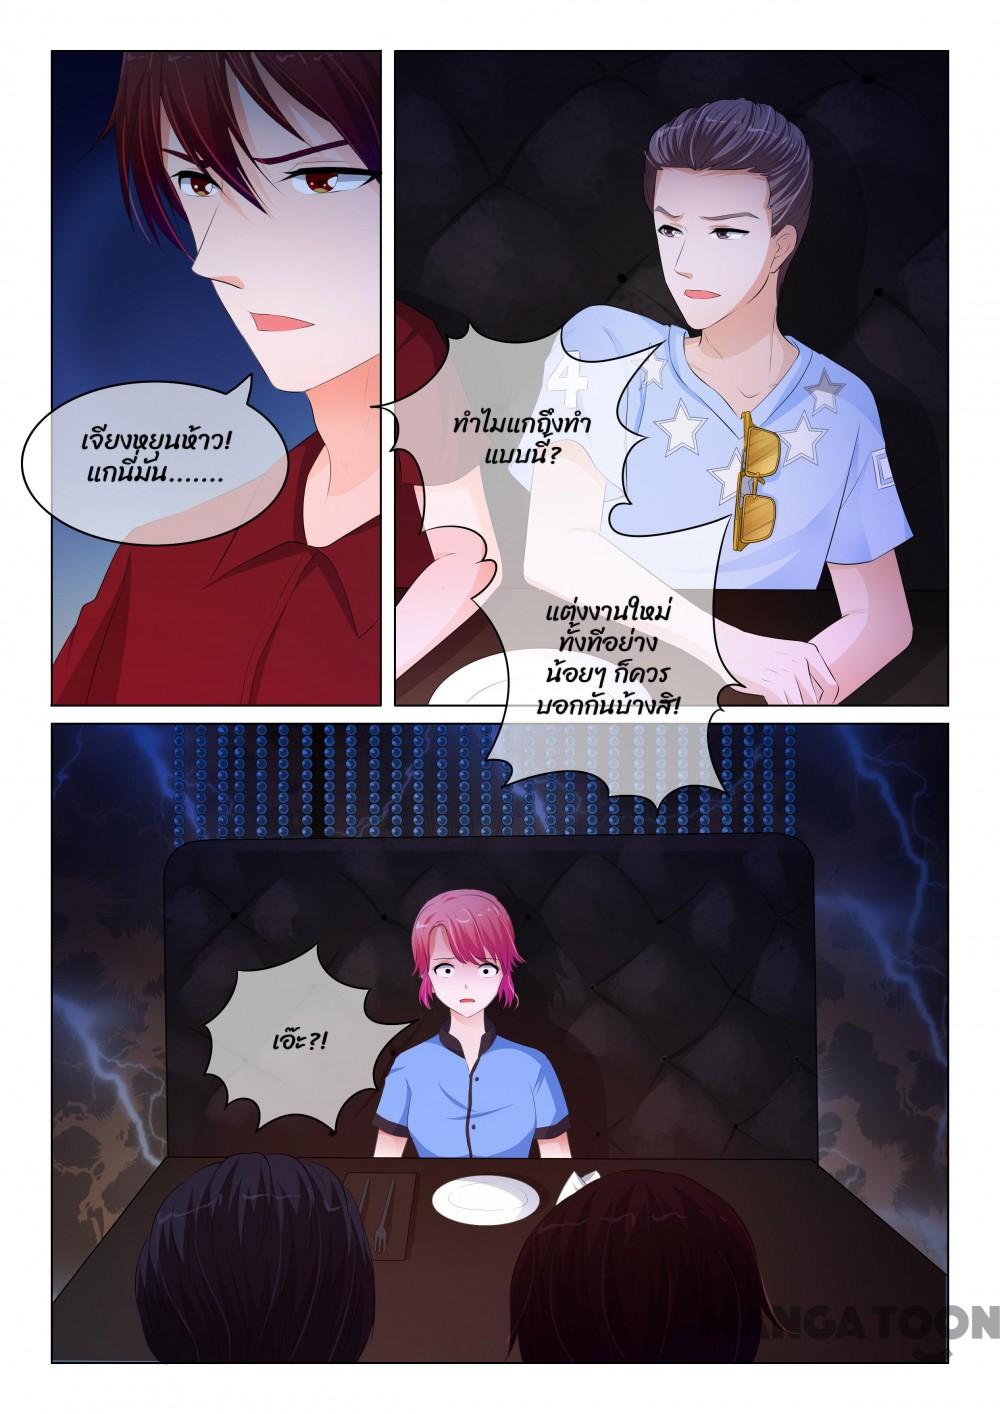 เจียงหยุนห้าว!
แกนี่มัน.......
ทำไมแกถึงทำ
แบบนี้?
แต่งงานใหม่
ทั้งทีอย่าง
น้อยๆ ก็ควร
บอกกันบ้างสิ!
4
เอ๊ะ?!
MANGATOON